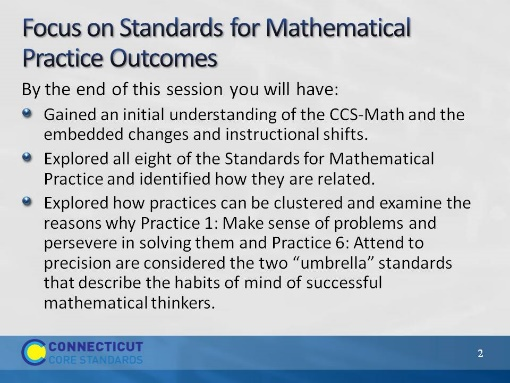 Focus on Standards for Mathematical
Practice Outcomes
By the end of this session you will have:
Gained an initial understanding of the CCS-Math and the
embedded changes and instructional shifts.
Explored all eight of the Standards for Mathematical
Practice and identified how they are related.
Explored how practices can be clustered and examine the
reasons why Practice 1: Make sense of problems and
persevere in solving them and Practice 6: Attend to
precision are considered the two “umbrella” standards
that describe the habits of mind of successful
mathematical thinkers.
CONNECTICUT
CORE STANDARDS
2